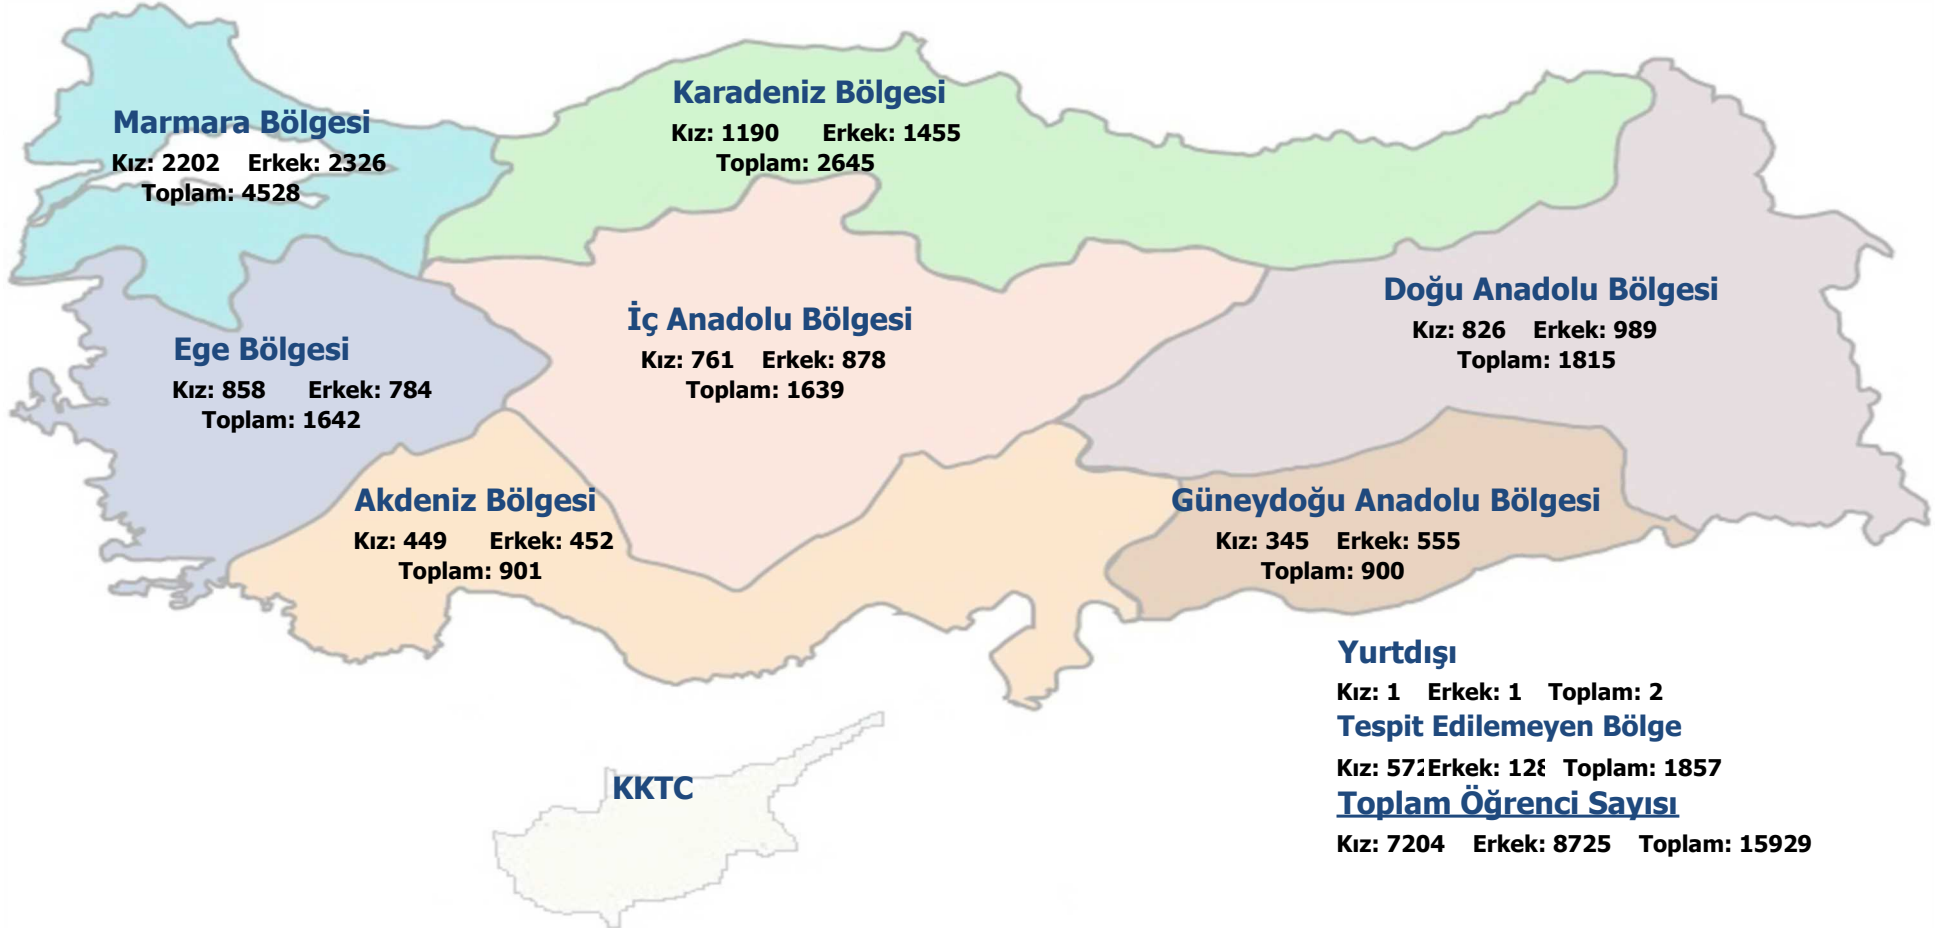 Marmara Bölgesi
Kız: 2202 Erkek: 2326
Toplam: 4528
Karadeniz Bölgesi
Kız: 1190 Erkek: 1455
Toplam: 2645
Doğu Anadolu Bölgesi
Kız: 826 Erkek: 989
Toplam: 1815
İç Anadolu Bölgesi
Kız: 761 Erkek: 878
Toplam: 1639
Ege Bölgesi
Kız: 858 Erkek: 784
Toplam: 1642
Akdeniz Bölgesi
Kız: 449 Erkek: 452
Toplam: 901
Güneydoğu Anadolu Bölgesi
Kız: 345 Erkek: 555
Toplam: 900
Yurtdışı
Kız: 1 Erkek: 1 Toplam: 2
Tespit Edilemeyen Bölge
Kız: 572 Erkek: 128 Toplam: 1857
Toplam Öğrenci Sayısı
Kız: 7204 Erkek: 8725 Toplam: 15929
KKTC